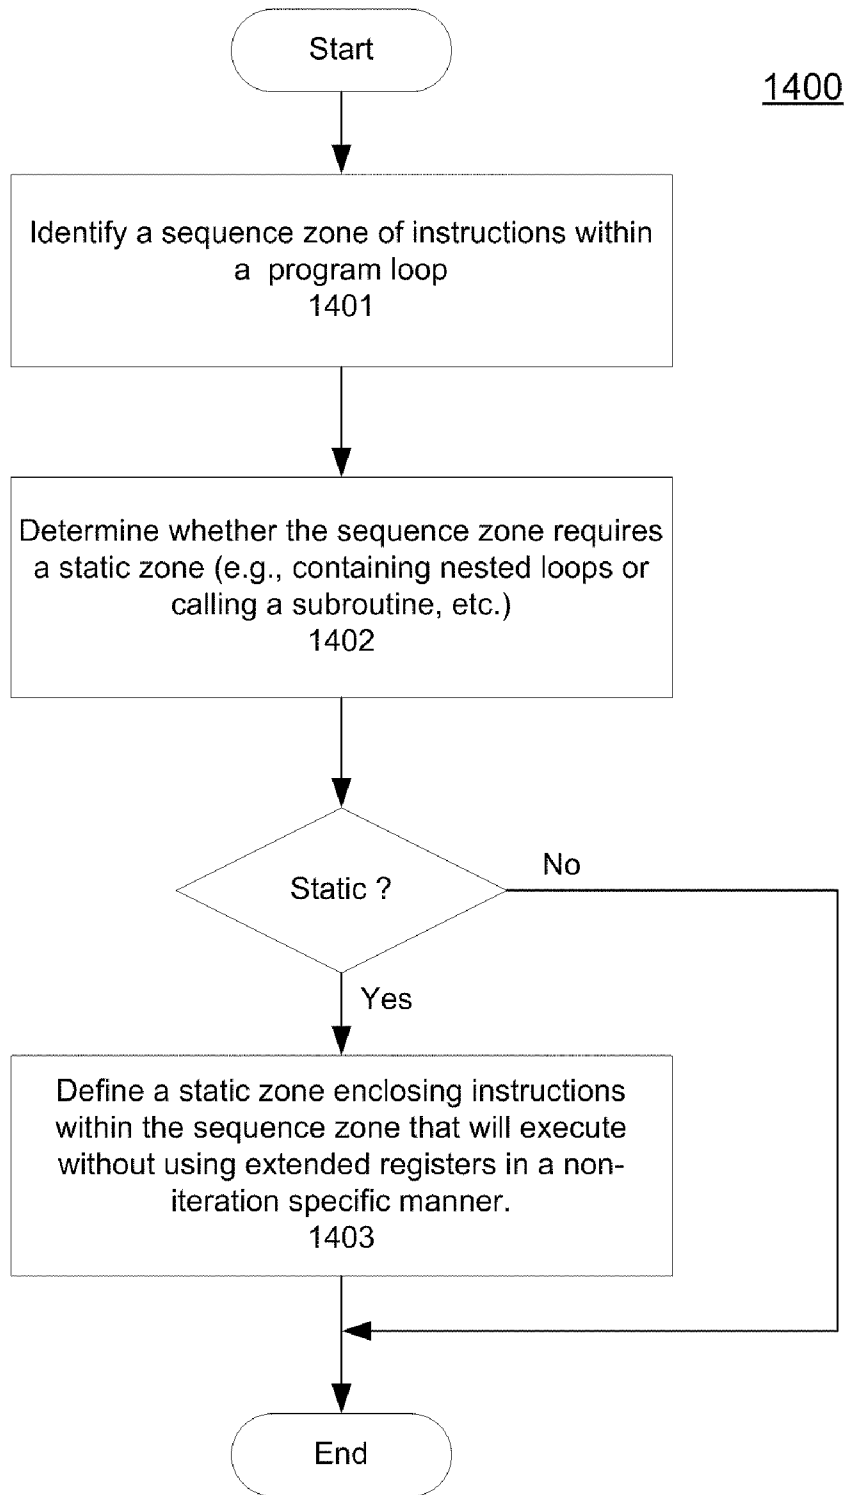 Start
1400
Identify a sequence zone of instructions within
a program loop
1401
Determine whether the sequence zone requires
a static zone (e.g., containing nested loops or
calling a subroutine, etc.)
1402
Static ?
No
Yes
Define a static zone enclosing instructions
within the sequence zone that will execute
without using extended registers in a non-
iteration specific manner.
1403
End